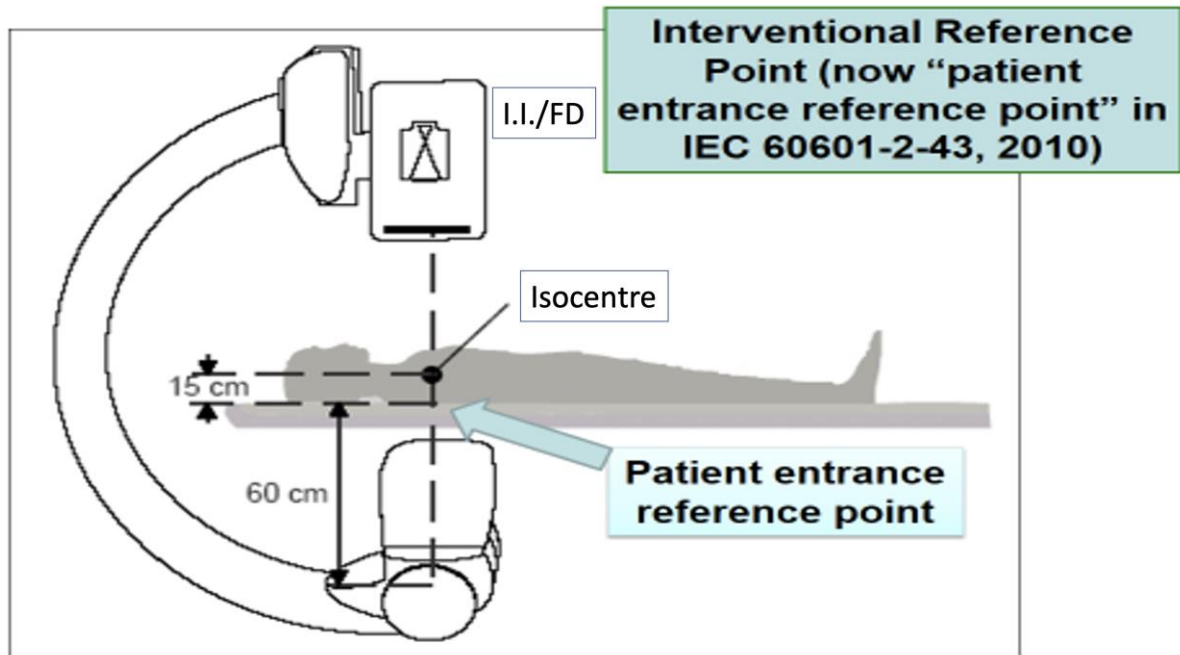 Interventional Reference
Point (now “patient
entrance reference point” in
IEC 60601-2-43, 2010)
I.I./FD
Isocentre
15 cm
60 cm
Patient entrance
reference point